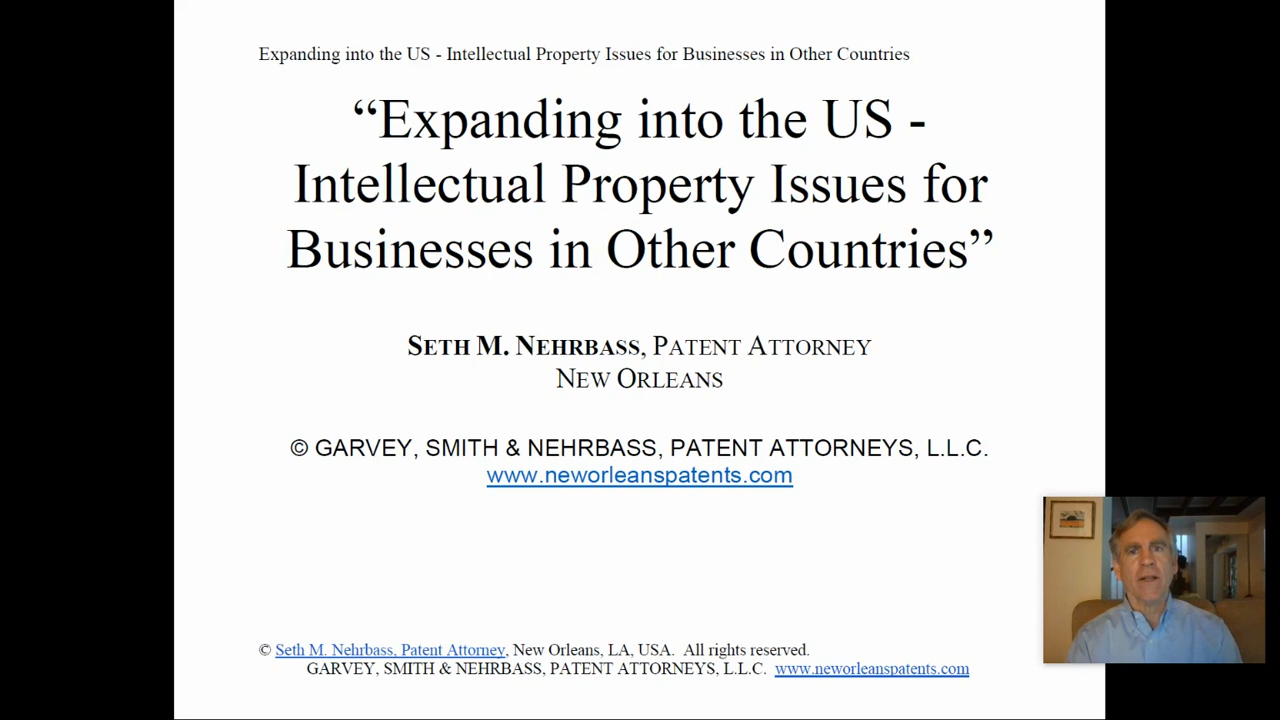 Expanding into the US - Intellectual Property Issues for Businesses in Other Countries
“Expanding into the US -
Intellectual Property Issues for
Businesses in Other Countries”
SETH M. NEHRBASS, PATENT ATTORNEY
NEW ORLEANS
© GARVEY, SMITH & NEHRBASS, PATENT ATTORNEYS, L.L.C.
www.neworleanspatents.com
© Seth M. Nehrbass, Patent Attorney, New Orleans, LA, USA. All rights reserved.
GARVEY, SMITH & NEHRBASS, PATENT ATTORNEYS, L.L.C. www.neworleanspatents.com